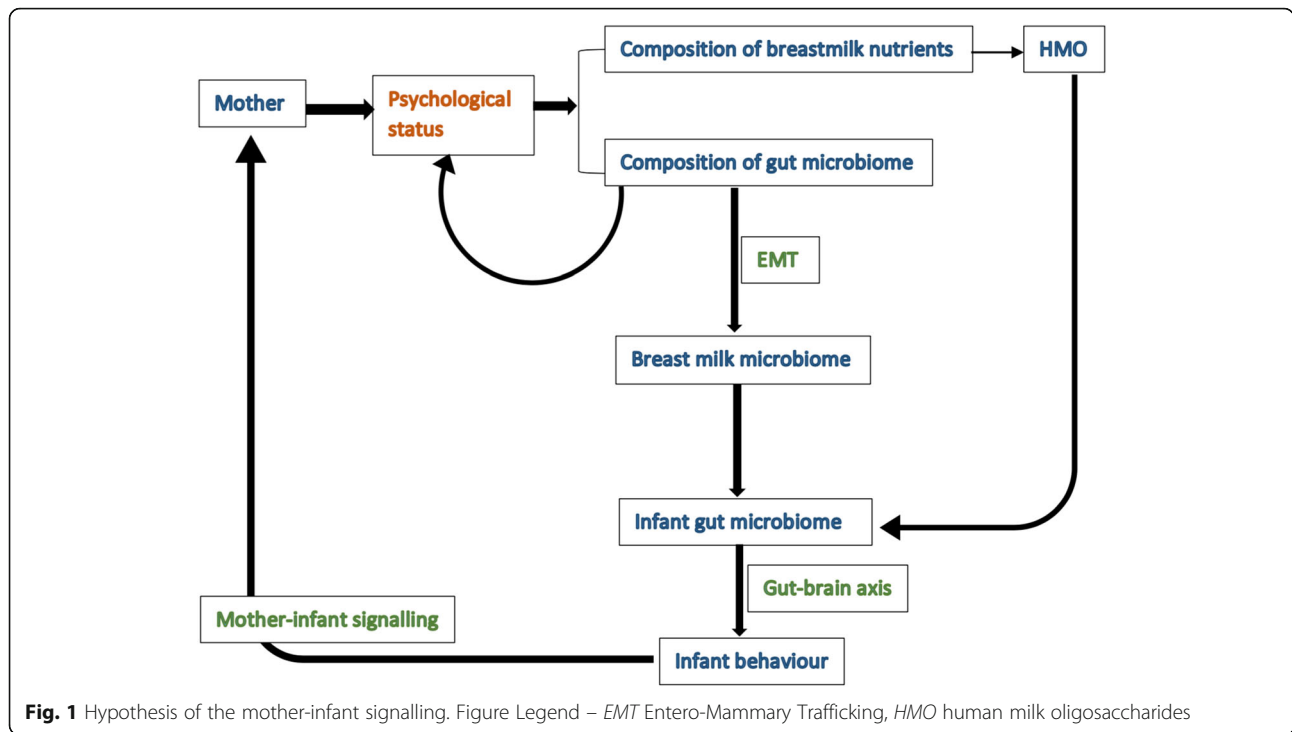 Composition of breastmilk nutrients
HMO
Mother
Psychological
status
Composition of gut microbiome
EMT
Breast milk microbiome
Infant gut microbiome
Gut-brain axis
Mother-infant signalling
Infant behaviour
Fig. 1 Hypothesis of the mother-infant signalling. Figure Legend – EMT Entero-Mammary Trafficking, HMO human milk oligosaccharides